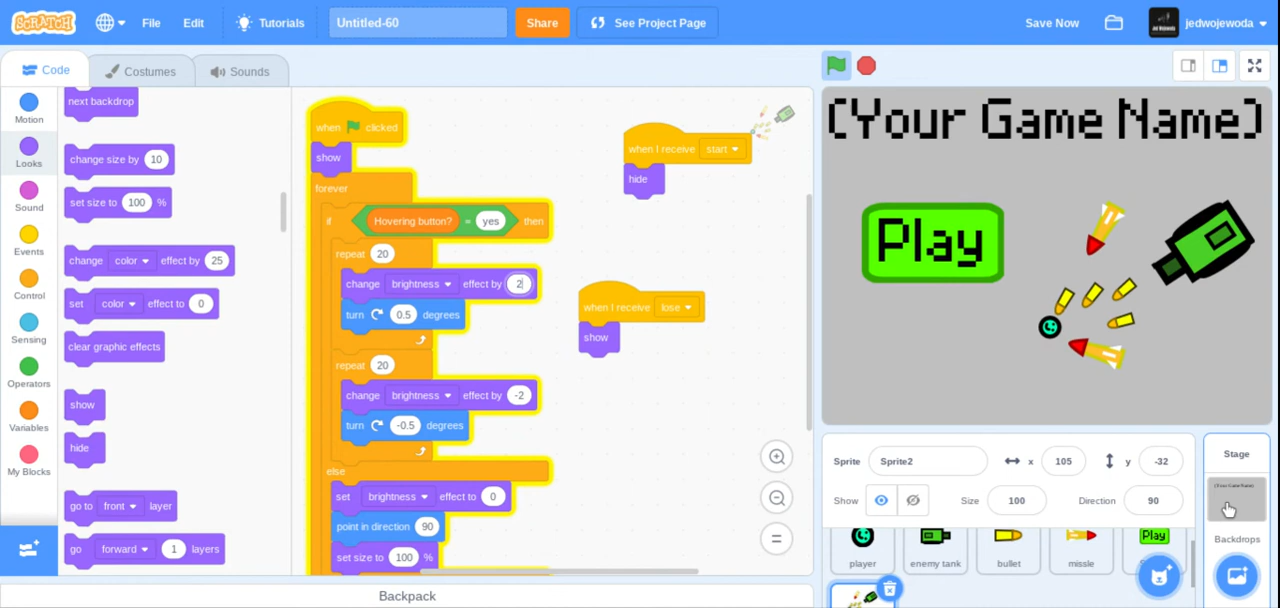 SCRATCH File Edit Tutorials Untitled-60 Share See Project Page Save Now jedwojewoda
Code Costumes Sounds
Motion
Looks
Sound
Events
Control
Sensing
Operators
Variables
My Blocks
next backdrop
change size by 10
set size to 100 %
change color effect by 25
set color effect to 0
clear graphic effects
show
hide
go to front layer
go forward 1 layers
when clicked
show
forever
if Hovering button? = yes then
repeat 20
change brightness effect by 2
turn 0.5 degrees
repeat 20
change brightness effect by -2
turn -0.5 degrees
else
set brightness effect to 0
point in direction 90
set size to 100 %
when I receive start
hide
when I receive lose
show
Backpack
(Your Game Name)
Play
Sprite Sprite2 x 105 y -32
Show Size 100 Direction 90
player enemy tank bullet missle
Play
Stage
(Your Game Name)
Backdrops